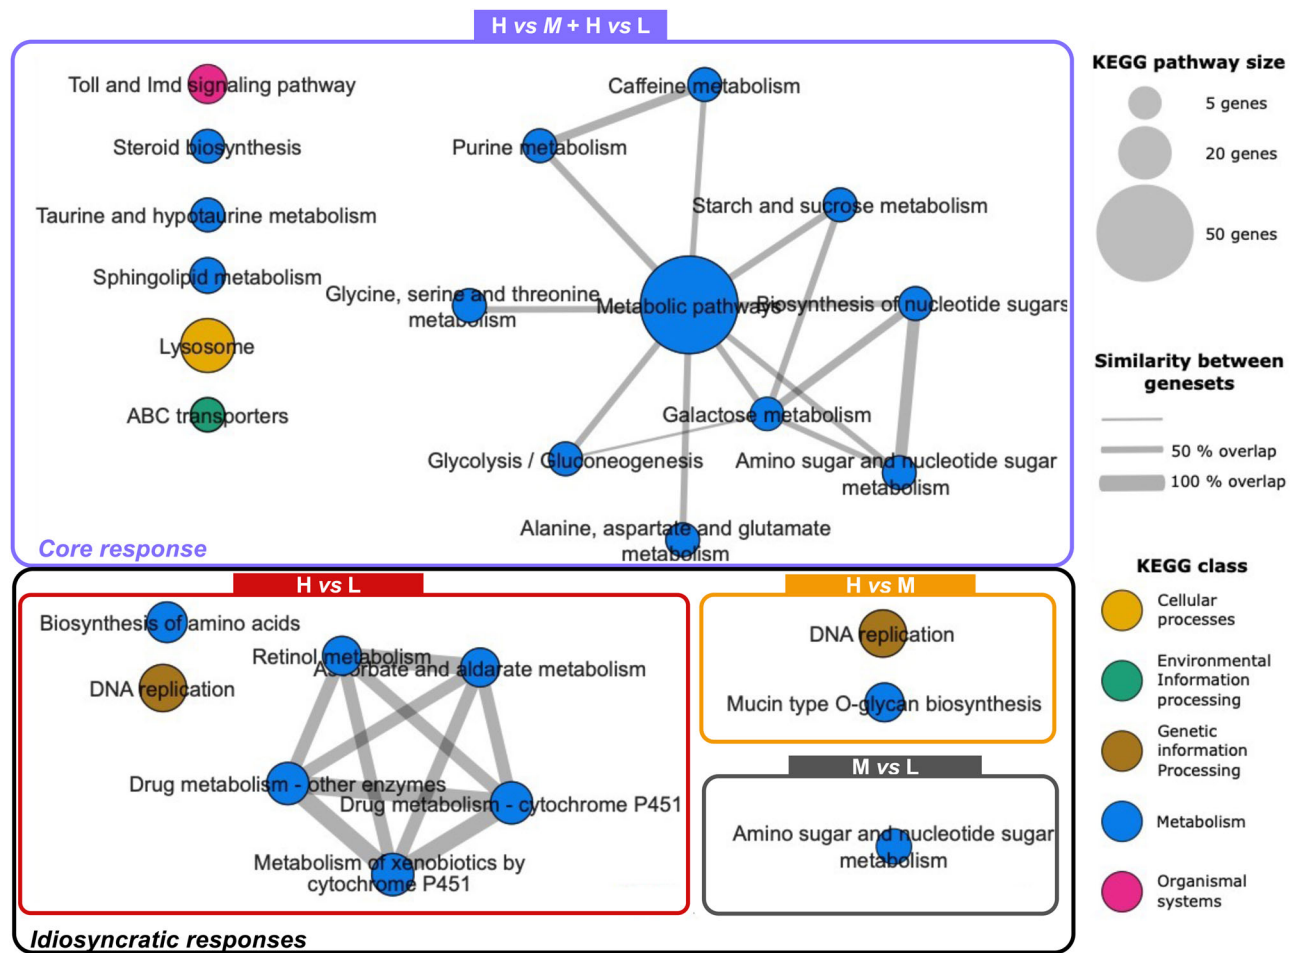 H vs M + H vs L
Toll and Imd signaling pathway
Steroid biosynthesis
Taurine and hypotaurine metabolism
Sphingolipid metabolism
Lysosome
ABC transporters
Caffeine metabolism
Purine metabolism
Starch and sucrose metabolism
Glycine, serine and threonine
metabolism
Metabolic pathways
Biosynthesis of nucleotide sugars
Galactose metabolism
Glycolysis / Gluconeogenesis
Amino sugar and nucleotide sugar
metabolism
Alanine, aspartate and glutamate
metabolism
Core response
H vs L
Biosynthesis of amino acids
DNA replication
Retinol metabolism
Ascorbate and aldarate metabolism
Drug metabolism - other enzymes
Drug metabolism - cytochrome P451
Metabolism of xenobiotics by
cytochrome P451
H vs M
DNA replication
Mucin type O-glycan biosynthesis
M vs L
Amino sugar and nucleotide sugar
metabolism
Idiosyncratic responses
KEGG pathway size
5 genes
20 genes
50 genes
Similarity between
genesets
50 % overlap
100 % overlap
KEGG class
Cellular
processes
Environmental
Information
processing
Genetic
information
Processing
Metabolism
Organismal
systems